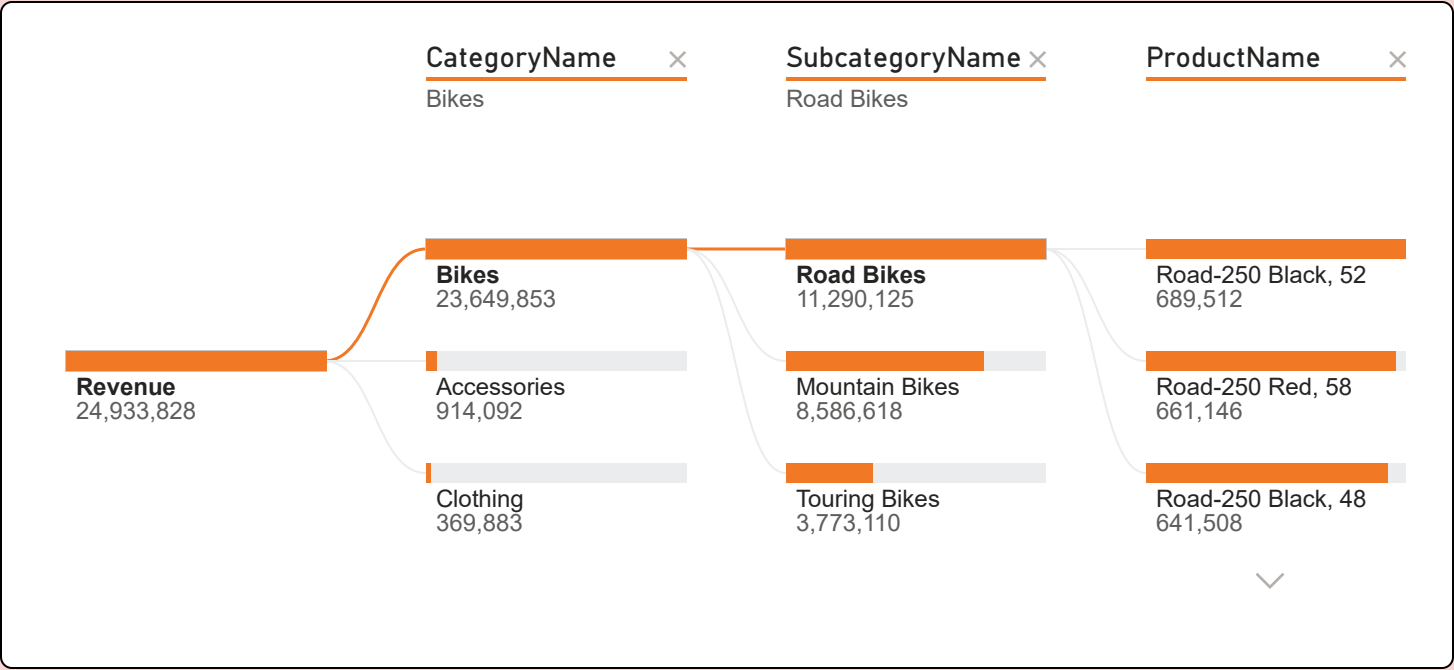 CategoryName
Bikes
SubcategoryName
Road Bikes
ProductName
Revenue
24,933,828
Bikes
23,649,853
Accessories
914,092
Clothing
369,883
Road Bikes
11,290,125
Mountain Bikes
8,586,618
Touring Bikes
3,773,110
Road-250 Black, 52
689,512
Road-250 Red, 58
661,146
Road-250 Black, 48
641,508